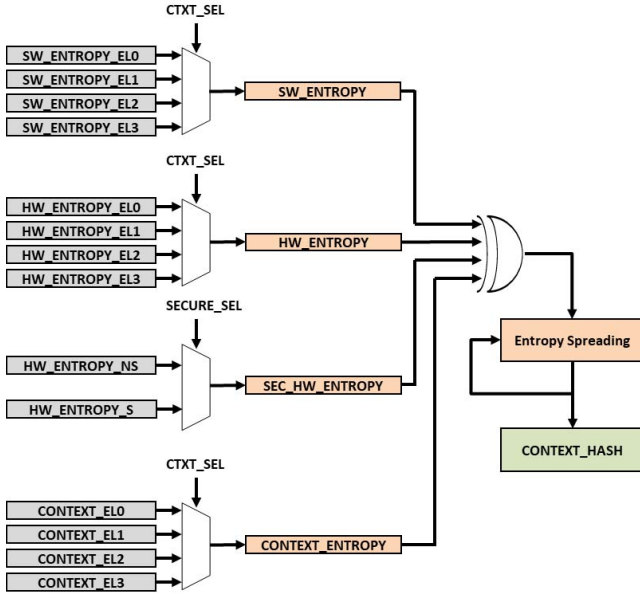 CTXT_SEL
SW_ENTROPY_EL0
SW_ENTROPY_EL1
SW_ENTROPY_EL2
SW_ENTROPY_EL3
SW_ENTROPY
CTXT_SEL
HW_ENTROPY_EL0
HW_ENTROPY_EL1
HW_ENTROPY_EL2
HW_ENTROPY_EL3
HW_ENTROPY
SECURE_SEL
HW_ENTROPY_NS
HW_ENTROPY_S
SEC_HW_ENTROPY
CTXT_SEL
CONTEXT_EL0
CONTEXT_EL1
CONTEXT_EL2
CONTEXT_EL3
CONTEXT_ENTROPY
Entropy Spreading
CONTEXT_HASH